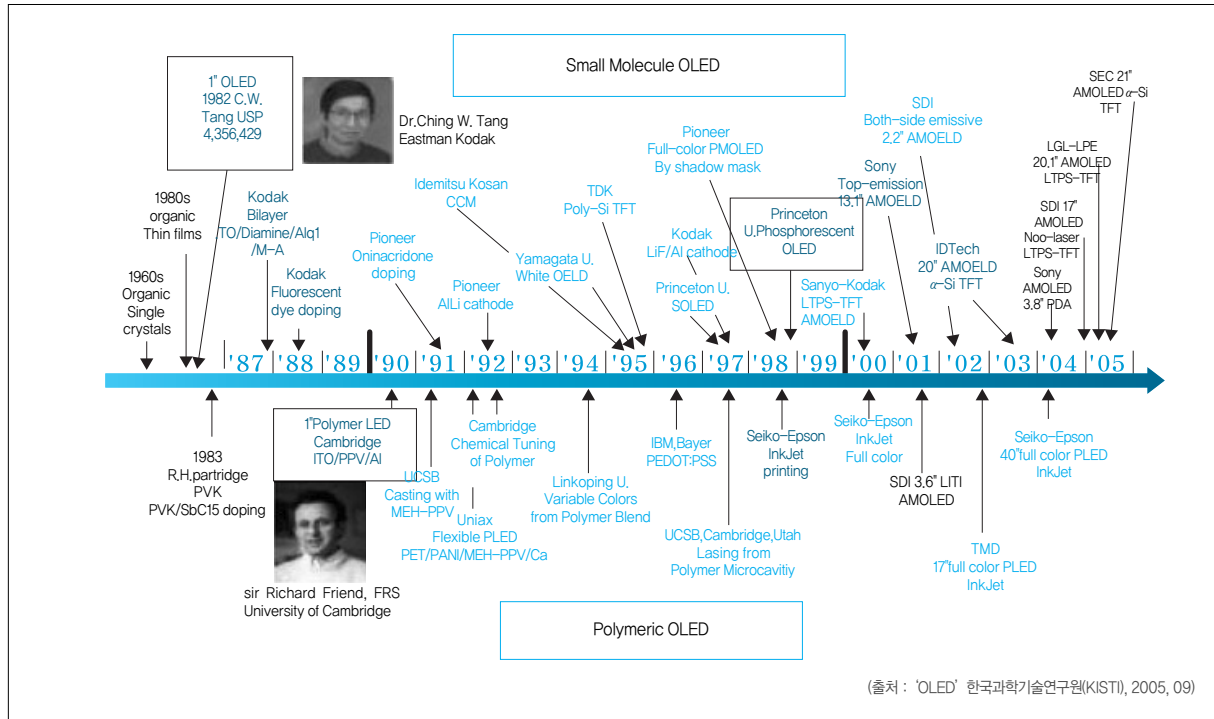 Small Molecule OLED
1" OLED
1982 C.W.
Tang USP
4,356,429
Dr.Ching W. Tang
Eastman Kodak
1960s
Organic
Single
crystals
1980s
organic
Thin films
Kodak
Bilayer
TO/Diamine/Alq1
/M-A
Kodak
Fluorescent
dye doping
Pioneer
Oninacridone
doping
Idemitsu Kosan
CCM
Pioneer
AlLi cathode
Yamagata U.
White OELD
TDK
Poly-Si TFT
Kodak
LiF/Al cathode
Princeton U.
SOLED
Pioneer
Full-color PMOLED
By shadow mask
Princeton
U.Phosphorescent
OLED
Sanyo-Kodak
LTPS-TFT
AMOELD
Sony
Top-emission
13.1" AMOELD
SDI
Both-side emissive
2.2" AMOELD
IDTech
20" AMOELD
α-Si TFT
Sony
AMOLED
3.8" PDA
SDI 17"
AMOLED
Noo-laser
LTPS-TFT
LGL-LPE
20.1" AMOLED
LTPS-TFT
SEC 21"
AMOLED α-Si
TFT
'87 '88 '89 '90 '91 '92 '93 '94 '95 '96 '97 '98 '99 '00 '01 '02 '03 '04 '05
1983
R.H.partridge
PVK
PVK/SbC15 doping
1"Polymer LED
Cambridge
ITO/PPV/Al
sir Richard Friend, FRS
University of Cambridge
UCSB
Casting with
MEH-PPV
Uniax
Flexible PLED
PET/PANI/MEH-PPV/Ca
Cambridge
Chemical Tuning
of Polymer
Linkoping U.
Variable Colors
from Polymer Blend
IBM,Bayer
PEDOT:PSS
UCSB,Cambridge,Utah
Lasing from
Polymer Microcavitiy
Seiko-Epson
InkJet
printing
Seiko-Epson
InkJet
Full color
SDI 3.6" LITI
AMOLED
TMD
17"full color PLED
InkJet
Seiko-Epson
40"full color PLED
InkJet
Polymeric OLED
(출처 : 'OLED' 한국과학기술연구원(KISTI), 2005, 09)